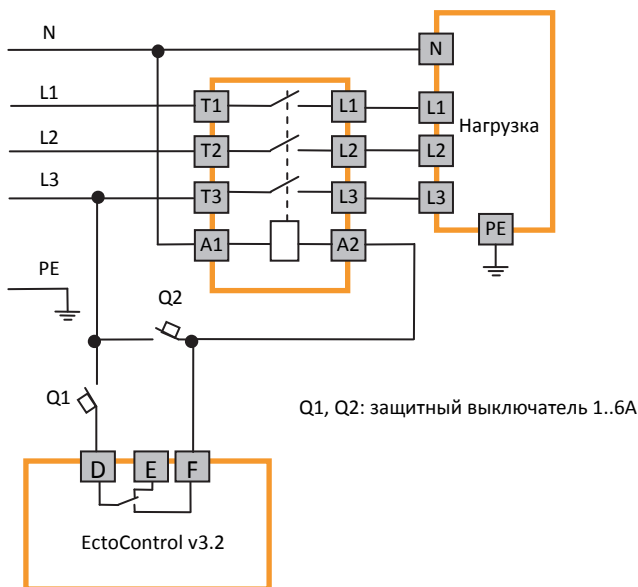 N
N
L1
T1
L1
L1
Нагрузка
L2
T2
L2
L2
L3
T3
L3
L3
A1
A2
PE
PE
Q2
Q1
Q1, Q2: защитный выключатель 1..6А
D
E
F
EctoControl v3.2